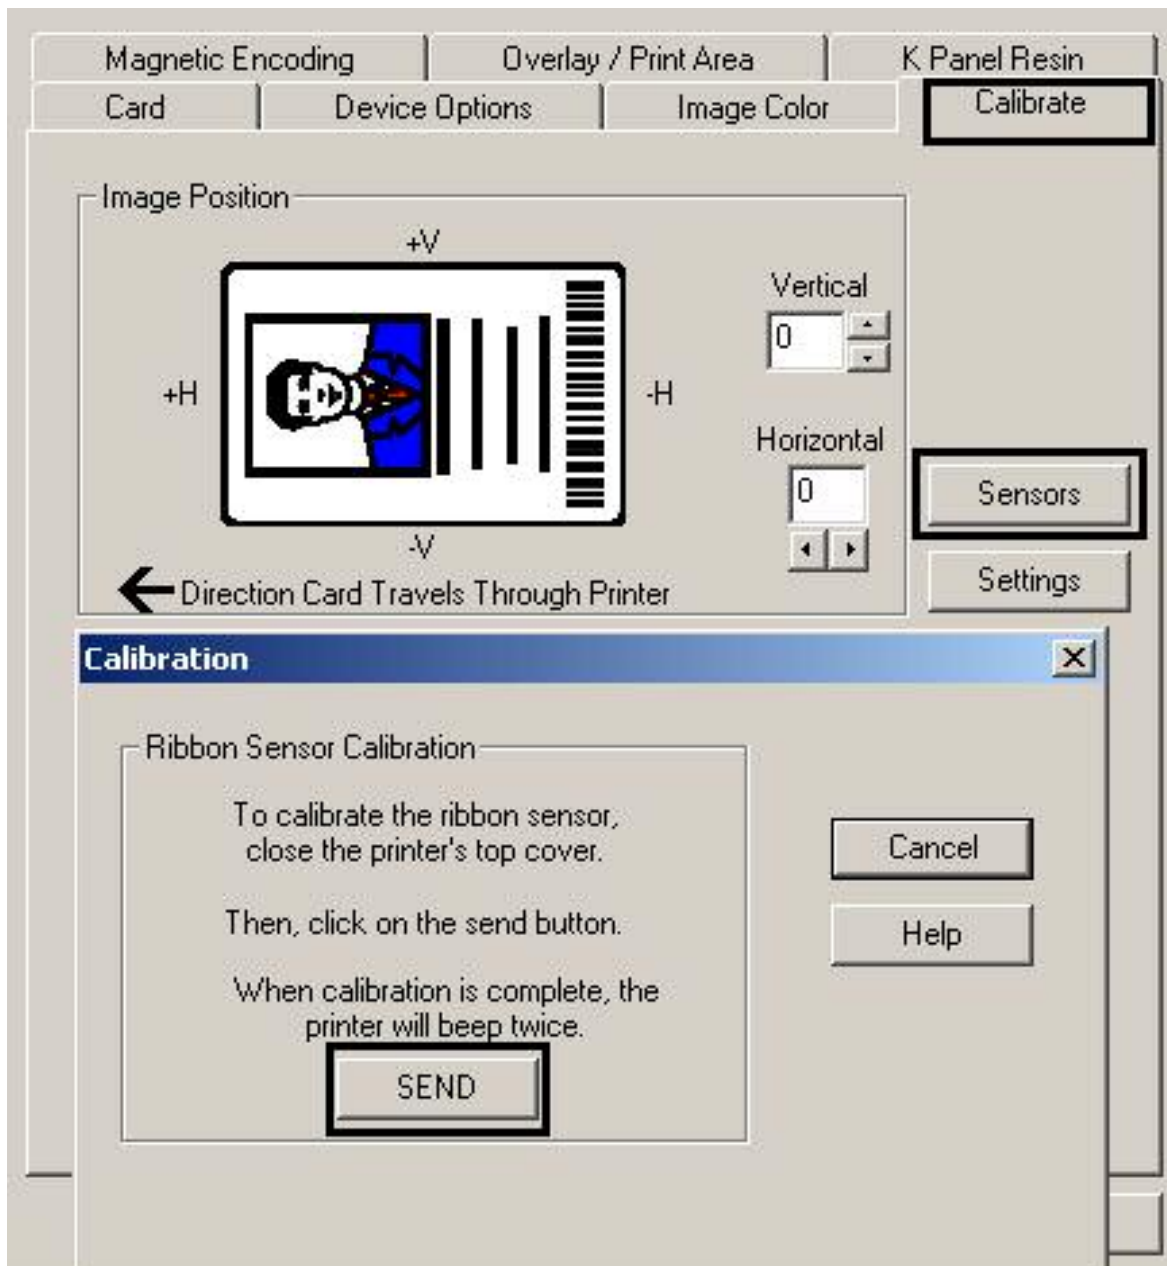 Magnetic Encoding
Overlay / Print Area
K Panel Resin
Card
Device Options
Image Color
Calibrate
Image Position
+V
Vertical
0
+H
-H
Horizontal
0
Sensors
-V
Settings
Direction Card Travels Through Printer
Calibration
Ribbon Sensor Calibration
To calibrate the ribbon sensor,
close the printer's top cover.
Cancel
Then, click on the send button.
Help
When calibration is complete, the
printer will beep twice.
SEND